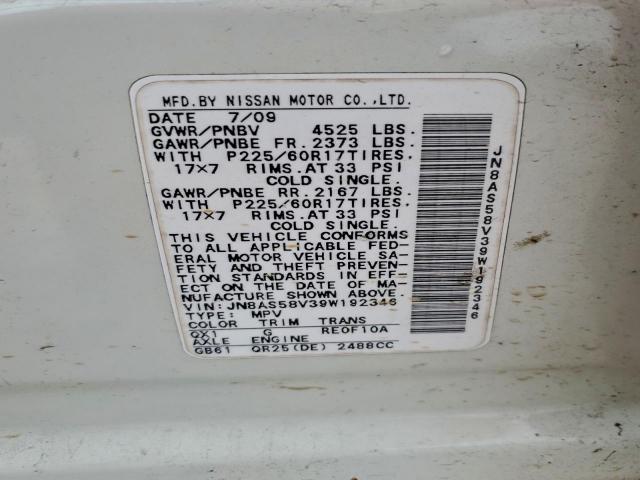 MFD.BY NISSAN MOTOR CO.,LTD.
DATE 7/09
GVWR/PNBV 4525 LBS.
GAWR/PNBE FR. 2373 LBS.
WITH P225/60R17TIRES.
17x7 RIMS.AT 33 PSI
COLD SINGLE.
GAWR/PNBE RR. 2167 LBS.
WITH P225/60R17TIRES.
17x7 RIMS.AT 33 PSI
COLD SINGLE.
THIS VEHICLE CONFORMS
TO ALL APPLICABLE FED-
ERAL MOTOR VEHICLE SA-
FETY AND THEFT PREVEN-
TION STANDARDS IN EFF-
ECT ON THE DATE OF MA-
NUFACTURE SHOWN ABOVE.
VIN: JN8AS58V39W192346
TYPE: MPV
COLOR TRIM TRANS
QX1 G RE0F10A
AXLE ENGINE
GB61 QR25(DE) 2488CC
JN8AS58V39W192346